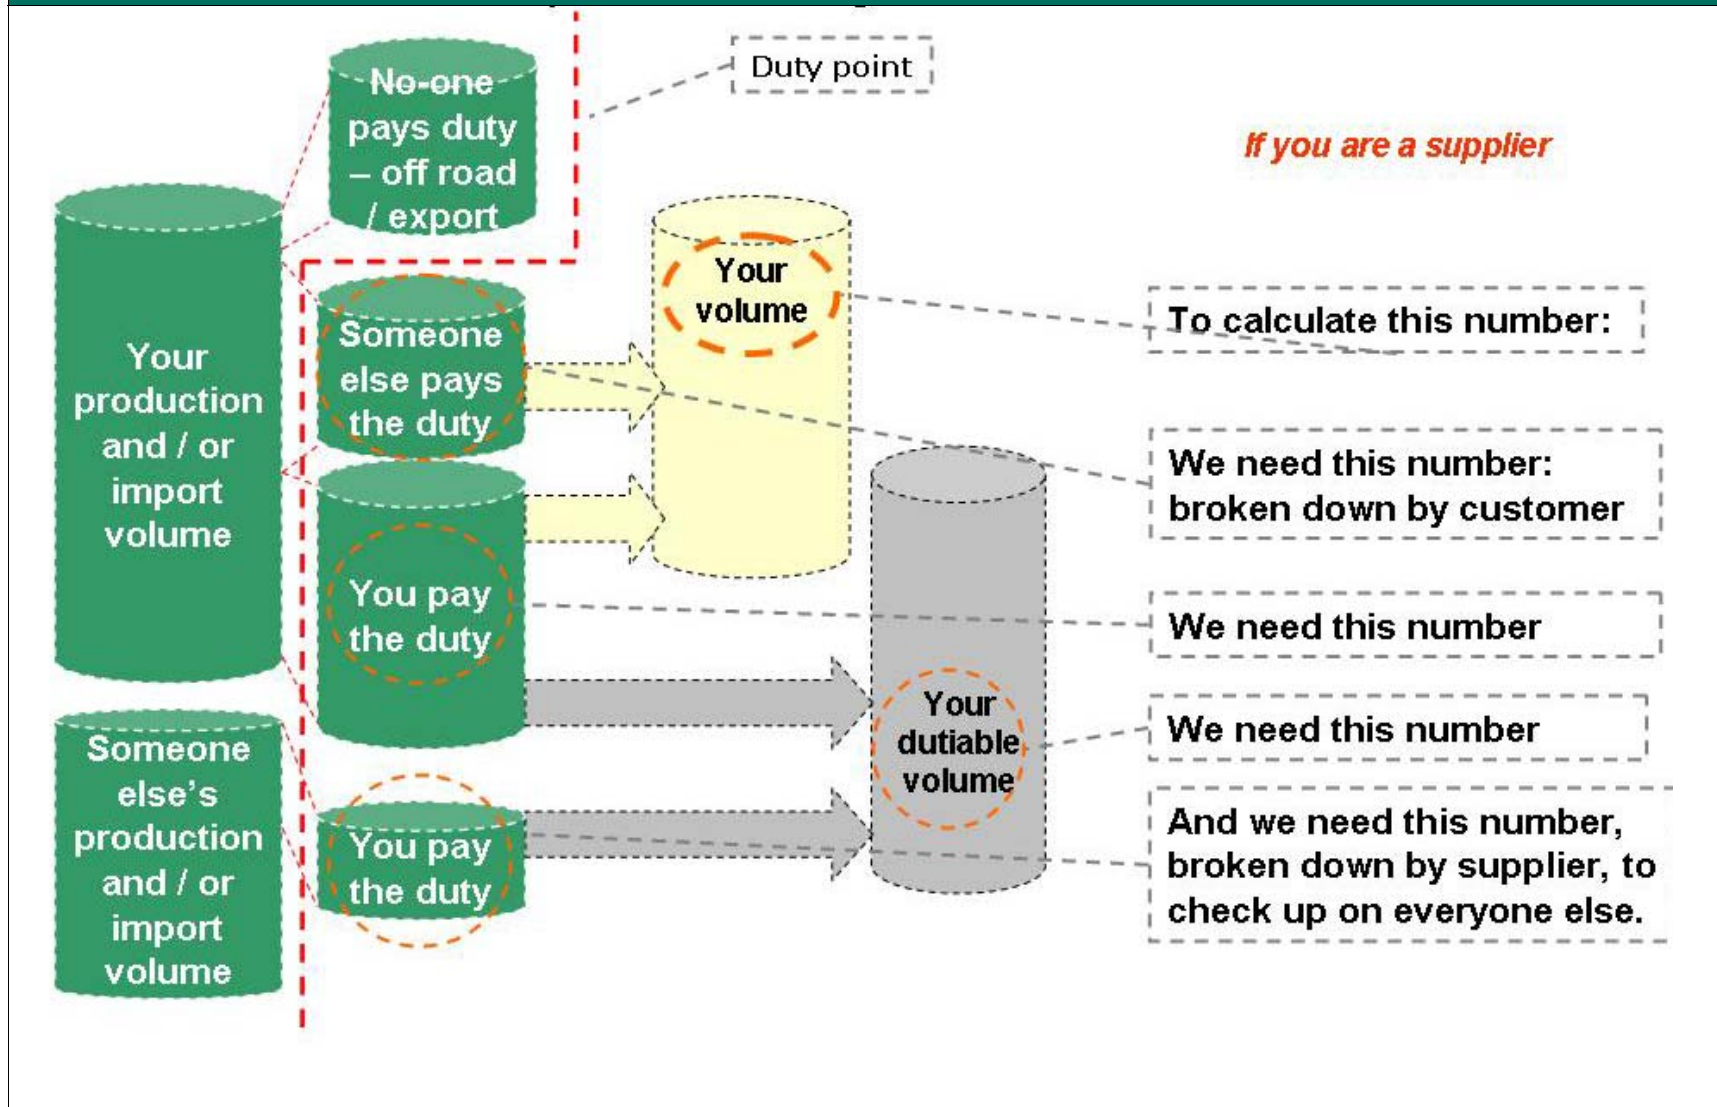 No-one
pays duty
– off road
/ export
Duty point
If you are a supplier
Your
production
and / or
import
volume
Someone
else pays
the duty
You pay
the duty
Your
volume
To calculate this number:
We need this number:
broken down by customer
We need this number
Your
dutiable
volume
We need this number
Someone
else's
production
and / or
import
volume
You pay
the duty
And we need this number,
broken down by supplier, to
check up on everyone else.